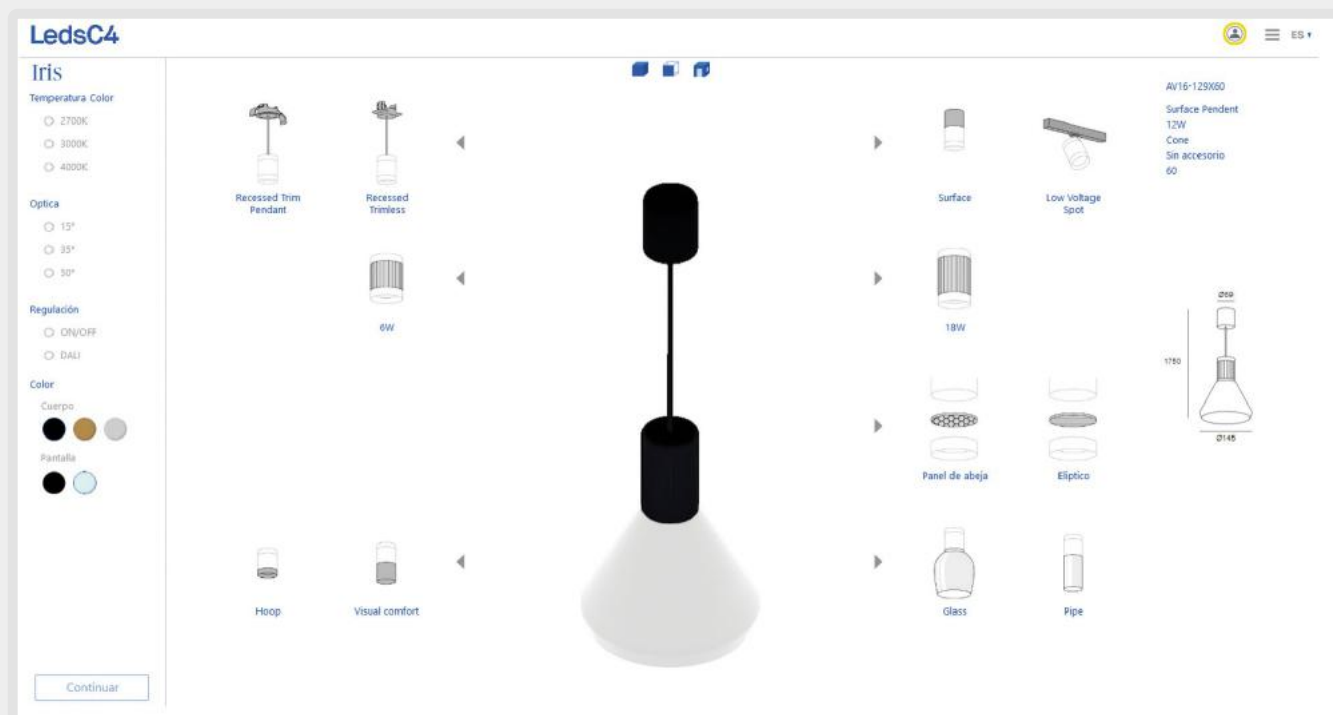 LedsC4
ES
Iris
Temperatura Color
2700K
3000K
4000K
Optica
15°
35°
50°
Regulación
ON/OFF
DALI
Color
Cuerpo
Pantalla
Continuar
Recessed Trim
Pendant
Recessed
Trimless
Surface
Low Voltage
Spot
6W
18W
Panel de abeja
Eliptico
Hoop
Visual comfort
Glass
Pipe
AV16-129X60
Surface Pendent
12W
Cone
Sin accesorio
60
Ø69
1750
Ø145